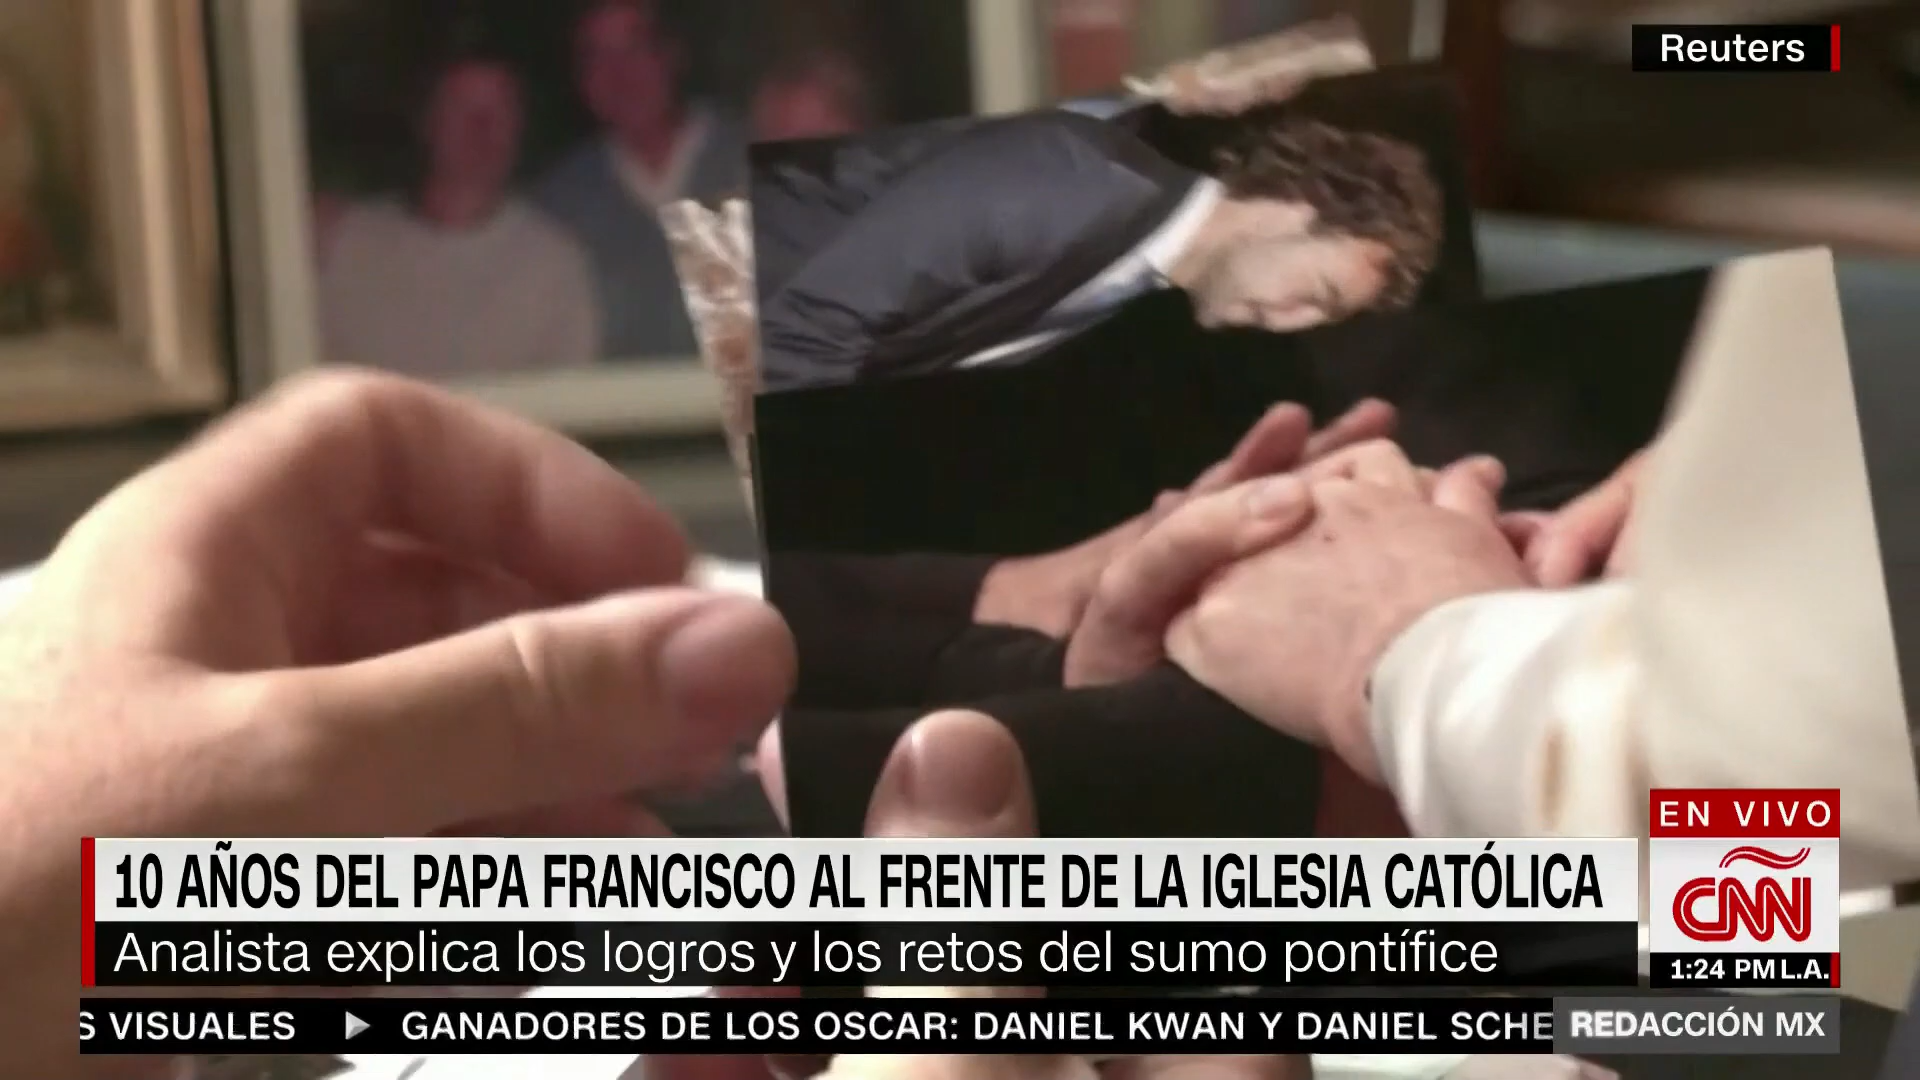 Reuters
EN VIVO
10 AÑOS DEL PAPA FRANCISCO AL FRENTE DE LA IGLESIA CATÓLICA
CNN
Analista explica los logros y los retos del sumo pontífice
1:24 PM L.A.
S VISUALES ▶ GANADORES DE LOS OSCAR: DANIEL KWAN Y DANIEL SCHE
REDACCIÓN MX